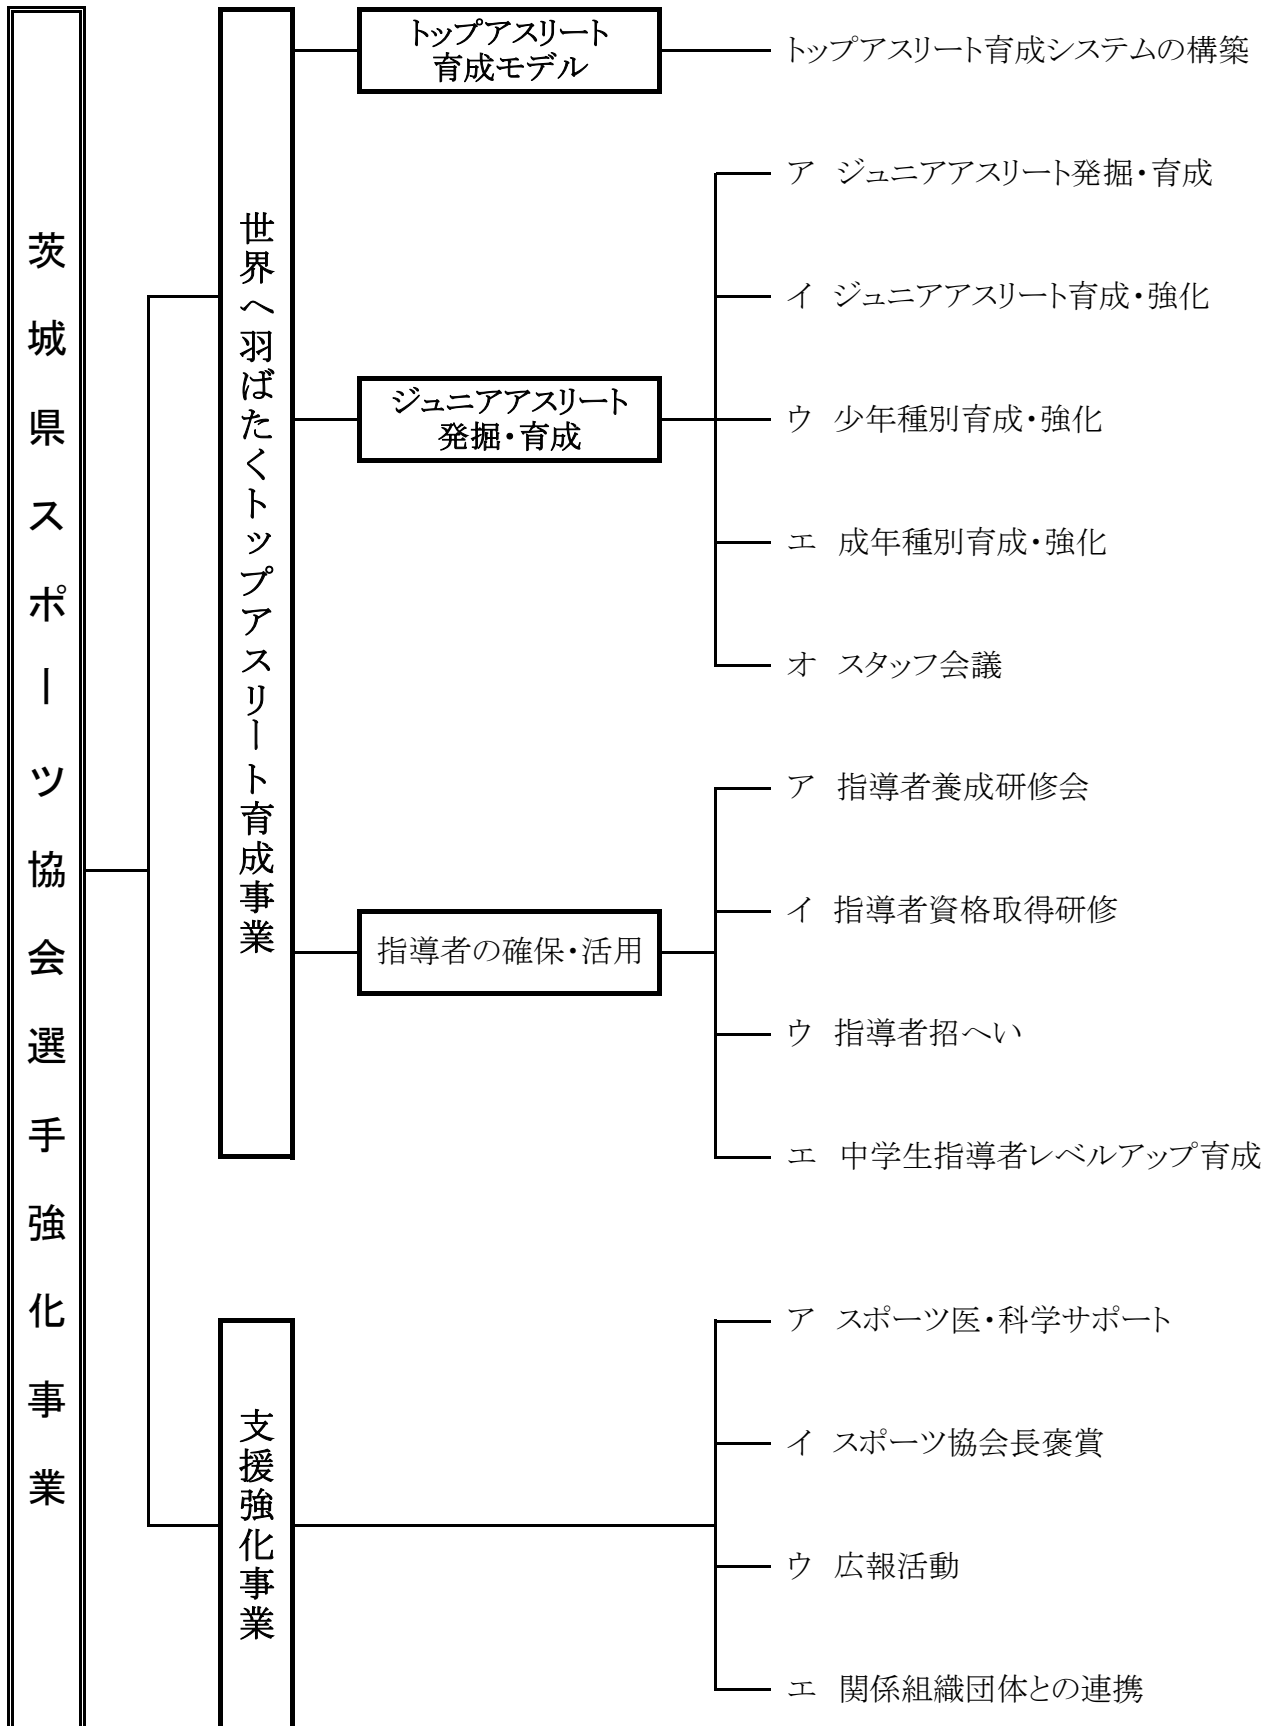 茨城県スポーツ協会選手強化事業
世界へ羽ばたくトップアスリート育成事業
トップアスリート
育成モデル
トップアスリート育成システムの構築
ジュニアアスリート
発掘・育成
ア　ジュニアアスリート発掘・育成
イ　ジュニアアスリート育成・強化
ウ　少年種別育成・強化
エ　成年種別育成・強化
オ　スタッフ会議
指導者の確保・活用
ア　指導者養成研修会
イ　指導者資格取得研修
ウ　指導者招へい
エ　中学生指導者レベルアップ育成
支援強化事業
ア　スポーツ医・科学サポート
イ　スポーツ協会長褒賞
ウ　広報活動
エ　関係組織団体との連携